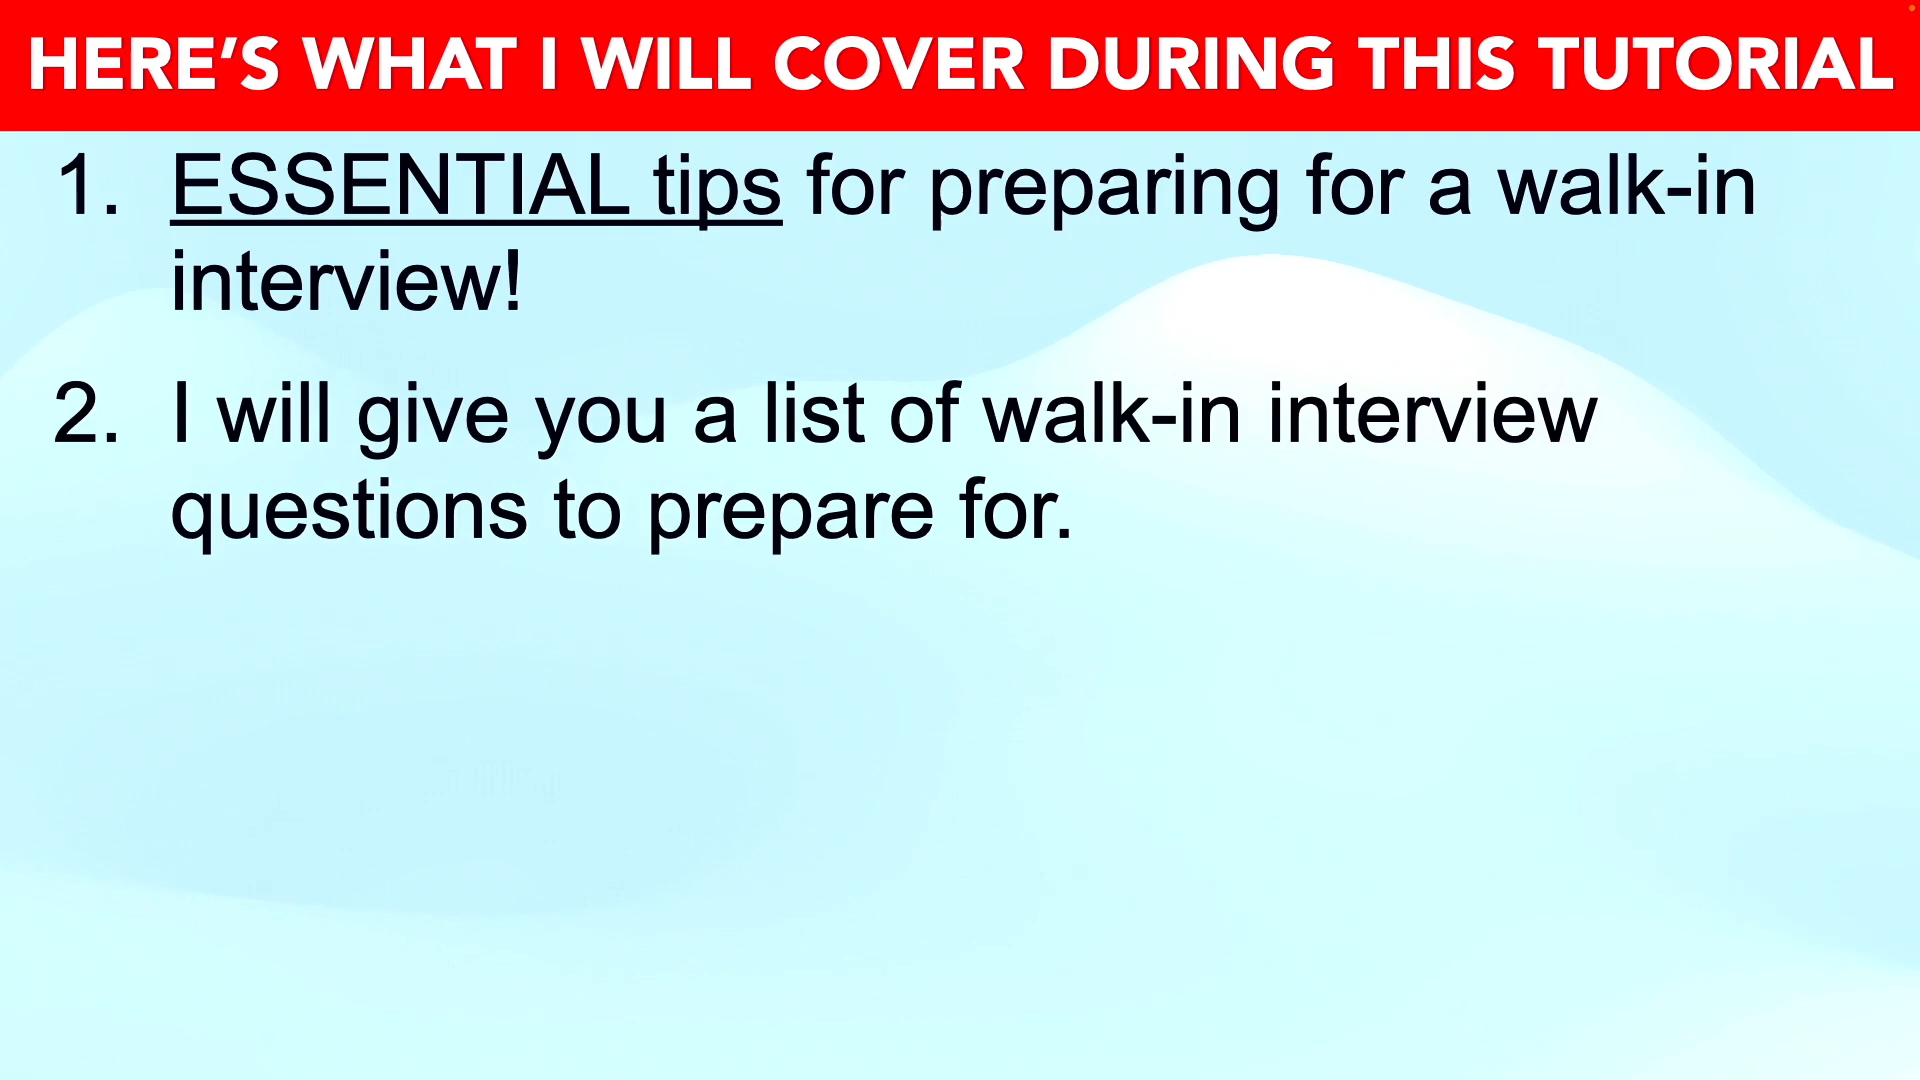 HERE’S WHAT I WILL COVER DURING THIS TUTORIAL
1. ESSENTIAL tips for preparing for a walk-in
interview!
2. I will give you a list of walk-in interview
questions to prepare for.